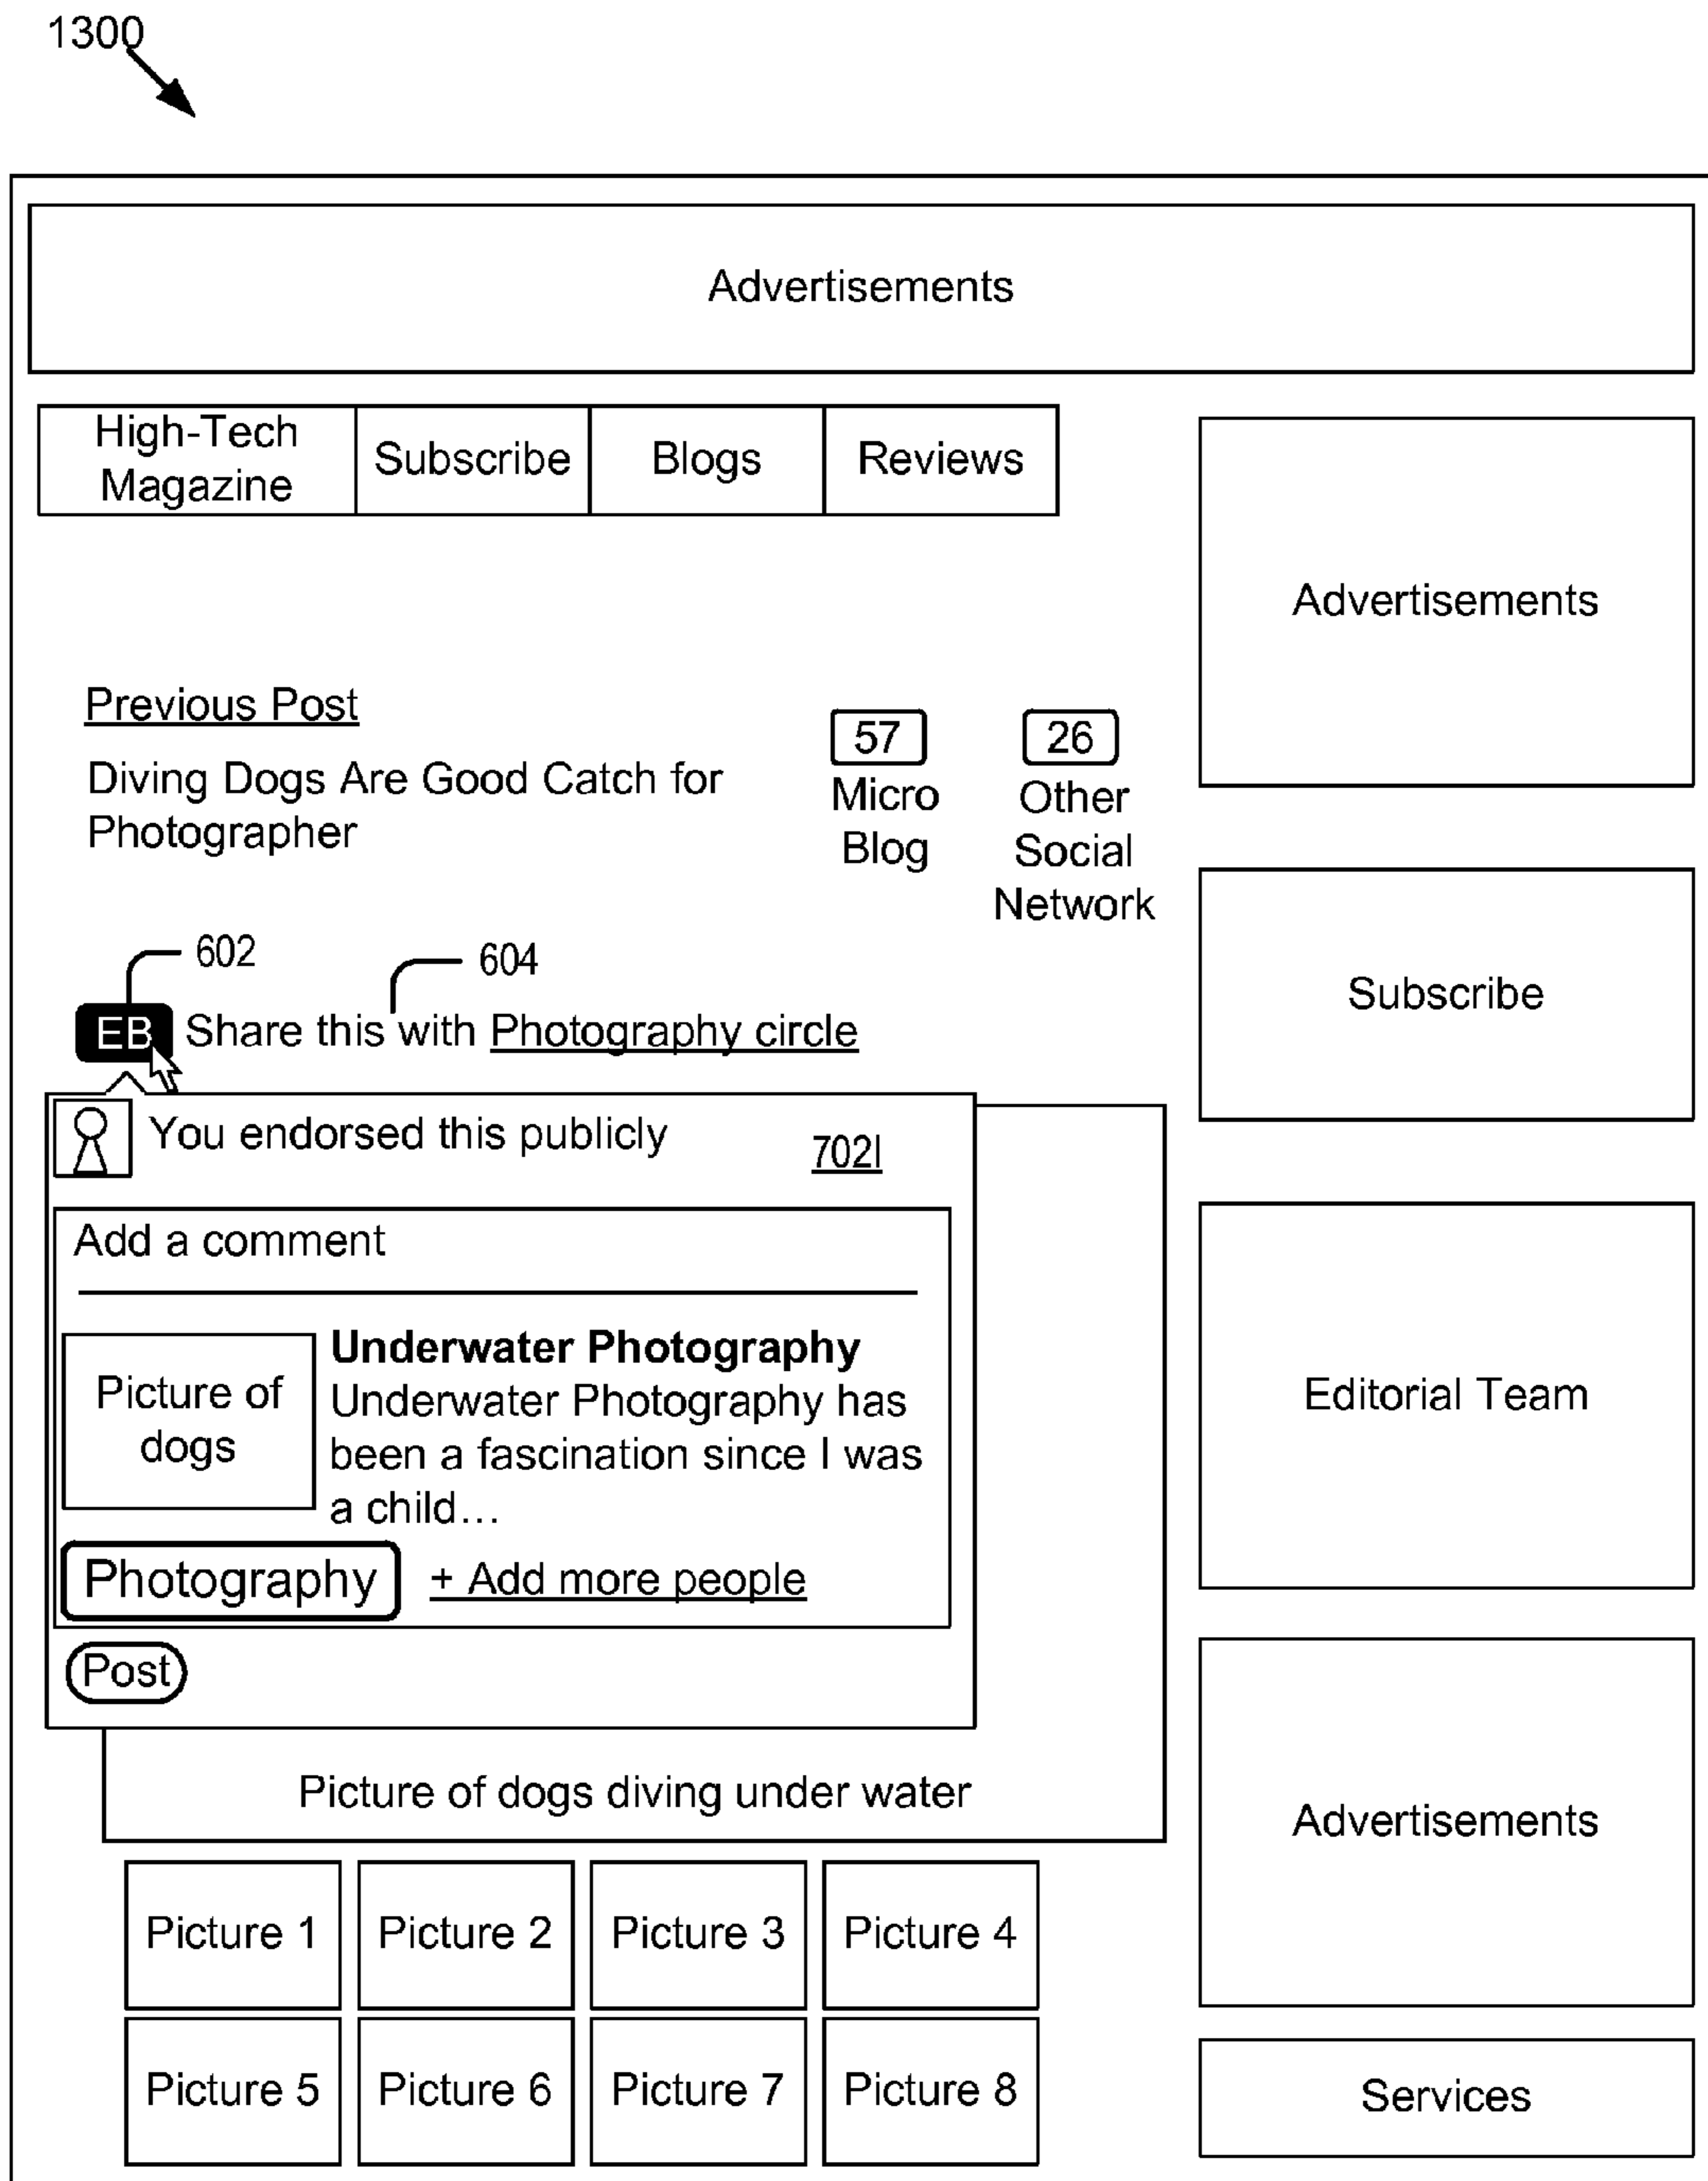 1300
Advertisements
High-Tech
Magazine
Subscribe
Blogs
Reviews
Advertisements
Previous Post
Diving Dogs Are Good Catch for
Photographer
57
Micro
Blog
26
Other
Social
Network
Subscribe
602
604
EB
Share this with Photography circle
You endorsed this publicly
702l
Add a comment
Picture of
dogs
Underwater Photography
Underwater Photography has
been a fascination since I was
a child...
Photography
+ Add more people
Post
Editorial Team
Picture of dogs diving under water
Advertisements
Picture 1
Picture 2
Picture 3
Picture 4
Picture 5
Picture 6
Picture 7
Picture 8
Services